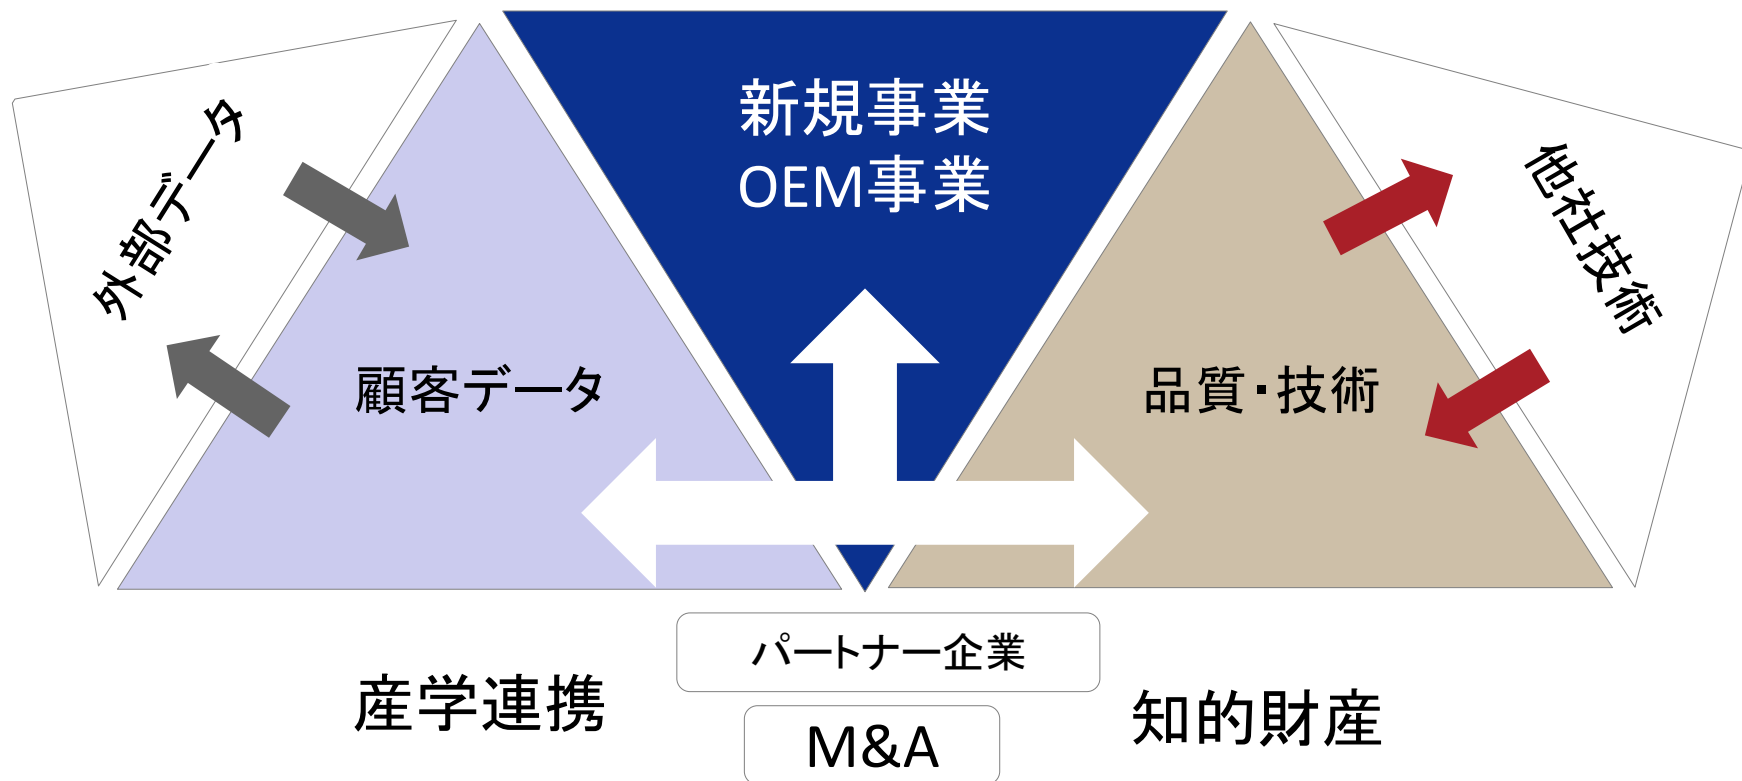 新規事業
OEM事業
外部データ
他社技術
顧客データ
品質・技術
パートナー企業
産学連携
知的財産
M&A